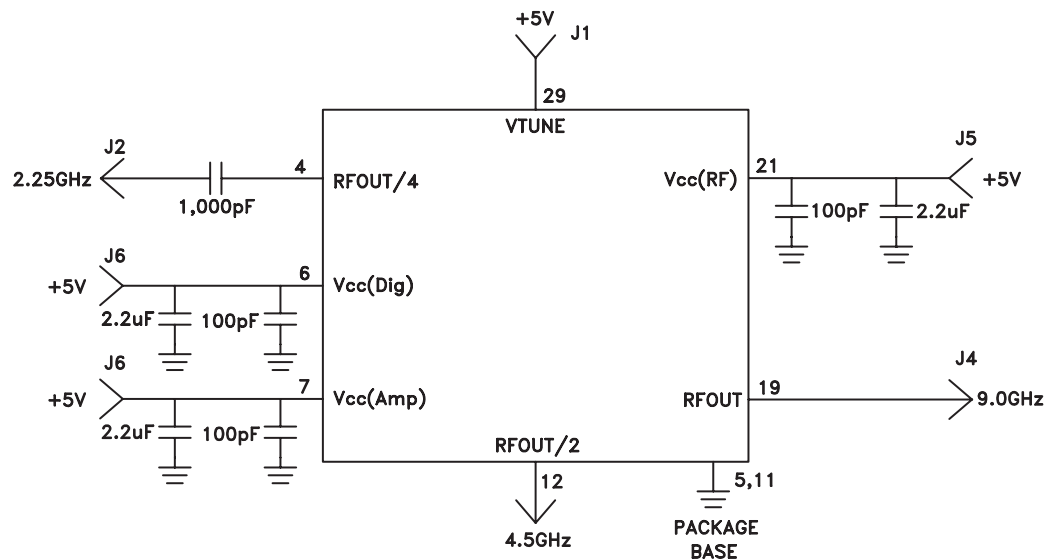 +5V
J1
29
VTUNE
J2
2.25GHz
1,000pF
4
RFOUT/4
Vcc(RF)
21
J5
+5V
100pF
2.2uF
J6
+5V
6
Vcc(Dig)
2.2uF
100pF
J6
+5V
7
Vcc(Amp)
2.2uF
100pF
RFOUT
19
J4
9.0GHz
RFOUT/2
12
4.5GHz
5,11
PACKAGE
BASE